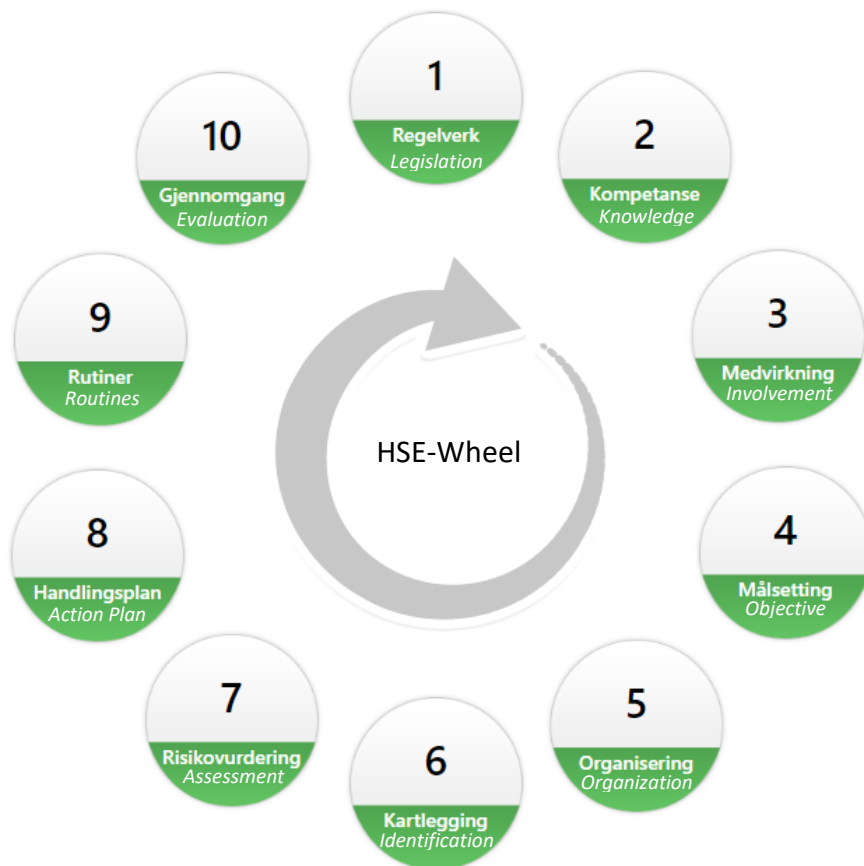 1
Regelverk
Legislation
2
Kompetanse
Knowledge
3
Medvirkning
Involvement
4
Målsetting
Objective
5
Organisering
Organization
6
Kartlegging
Identification
7
Risikovurdering
Assessment
8
Handlingsplan
Action Plan
9
Rutiner
Routines
10
Gjennomgang
Evaluation
HSE-Wheel